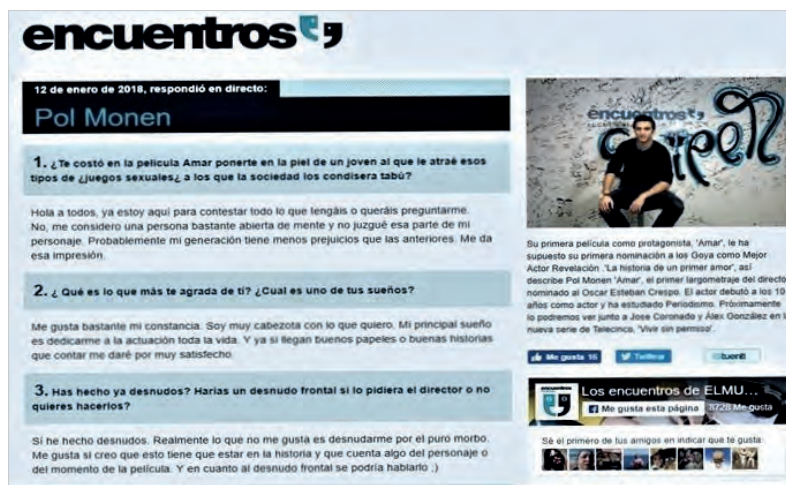 encuentros
12 de enero de 2018, respondió en directo:
Pol Monen
1. ¿Te costó en la película Amar ponerte en la piel de un joven al que le atraé esos
tipos de ¿juegos sexuales¿ a los que la sociedad los condisera tabú?
Hola a todos, ya estoy aquí para contestar todo lo que tengáis o queráis preguntarme.
No, me considero una persona bastante abierta de mente y no juzgué esa parte de mi
personaje. Probablemente mi generación tiene menos prejuicios que las anteriores. Me da
esa impresión.
2. ¿ Qué es lo que más te agrada de ti? ¿Cual es uno de tus sueños?
Me gusta bastante mi constancia. Soy muy cabezota con lo que quiero. Mi principal sueño
es dedicarme a la actuación toda la vida. Y ya si llegan buenos papeles o buenas historias
que contar me daré por muy satisfecho.
3. Has hecho ya desnudos? Harías un desnudo frontal si lo pidiera el director o no
quieres hacerlos?
Sí he hecho desnudos. Realmente lo que no me gusta es desnudarme por el puro morbo.
Me gusta si creo que esto tiene que estar en la historia y que cuenta algo del personaje o
del momento de la película. Y en cuanto al desnudo frontal se podría hablarlo ;)
encuentros
Su primera película como protagonista, 'Amar', le ha
supuesto su primera nominación a los Goya como Mejor
Actor Revelación .'La historia de un primer amor', así
describe Pol Monen 'Amar', el primer largometraje del directo
nominado al Oscar Esteban Crespo. El actor debutó a los 10
años como actor y ha estudiado Periodismo. Próximamente
lo podremos ver junto a Jose Coronado y Álex González en l
nueva serie de Telecinco, 'Vivir sin permiso'.
Me gusta 16
Twittear
tuenti
Los encuentros de ELMU...
Me gusta esta página
8728 Me gusta
Sé el primero de tus amigos en indicar que te gusta